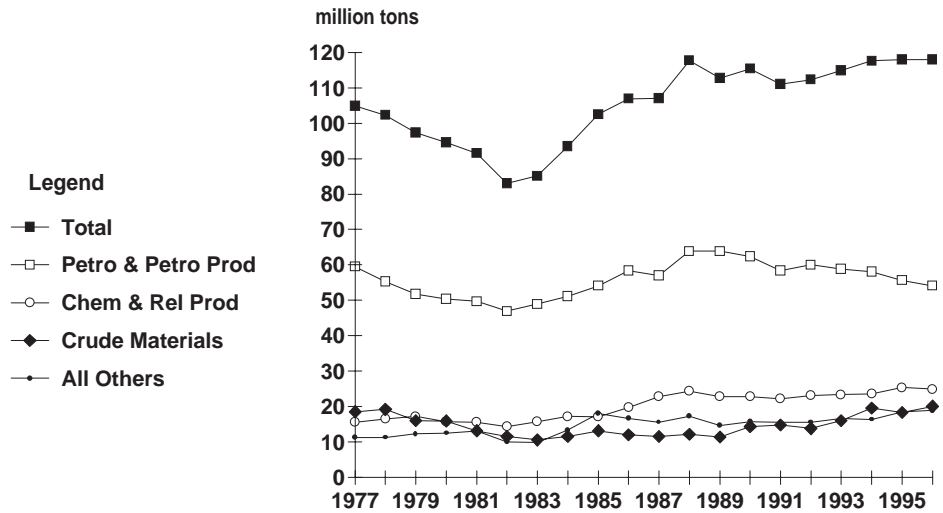 million tons
120
110
100
90
80
70
60
50
40
30
20
10
0
1977 1979 1981 1983 1985 1987 1989 1991 1993 1995
Legend
Total
Petro & Petro Prod
Chem & Rel Prod
Crude Materials
All Others